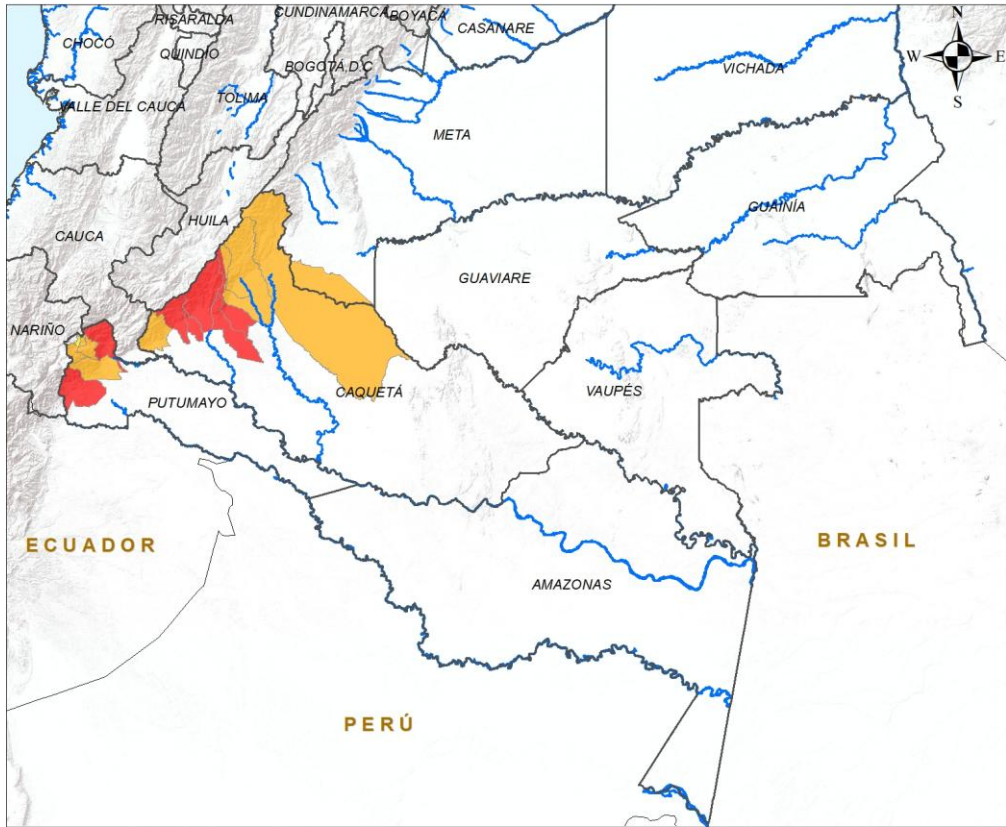 CUNDINAMARCA
BOYACÁ
RISARALDA
CASANARE
N
CHOCÓ
QUINDÍO
BOGOTÁ D.C
VICHADA
W
E
TOLIMA
S
VALLE DEL CAUCA
META
GUAINÍA
HUILA
CAUCA
GUAVIARE
NARIÑO
CAQUETÁ
VAUPÉS
PUTUMAYO
ECUADOR
BRASIL
AMAZONAS
PERÚ